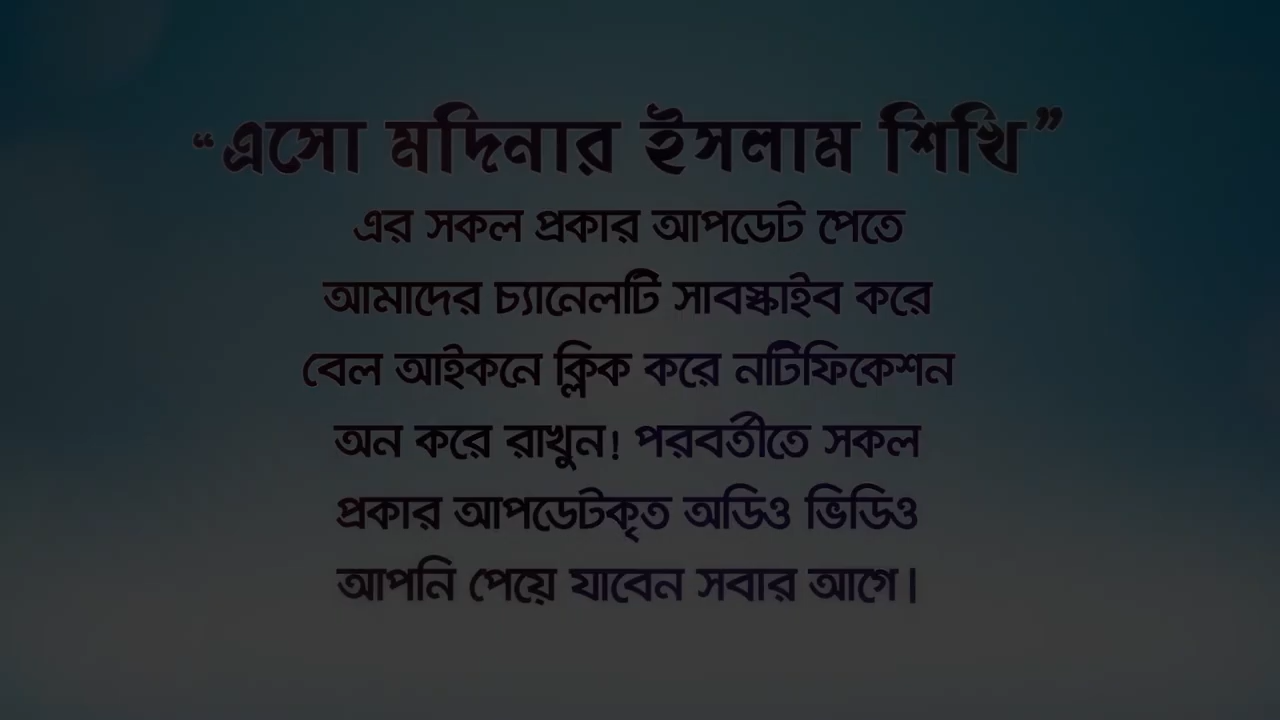 “এসো মদিনার ইসলাম শিখি”
এর সকল প্রকার আপডেট পেতে
আমাদের চ্যানেলটি সাবস্কাইব করে
বেল আইকনে ক্লিক করে নটিফিকেশন
অন করে রাখুন! পরবর্তীতে সকল
প্রকার আপডেটকৃত অডিও ভিডিও
আপনি পেয়ে যাবেন সবার আগে।